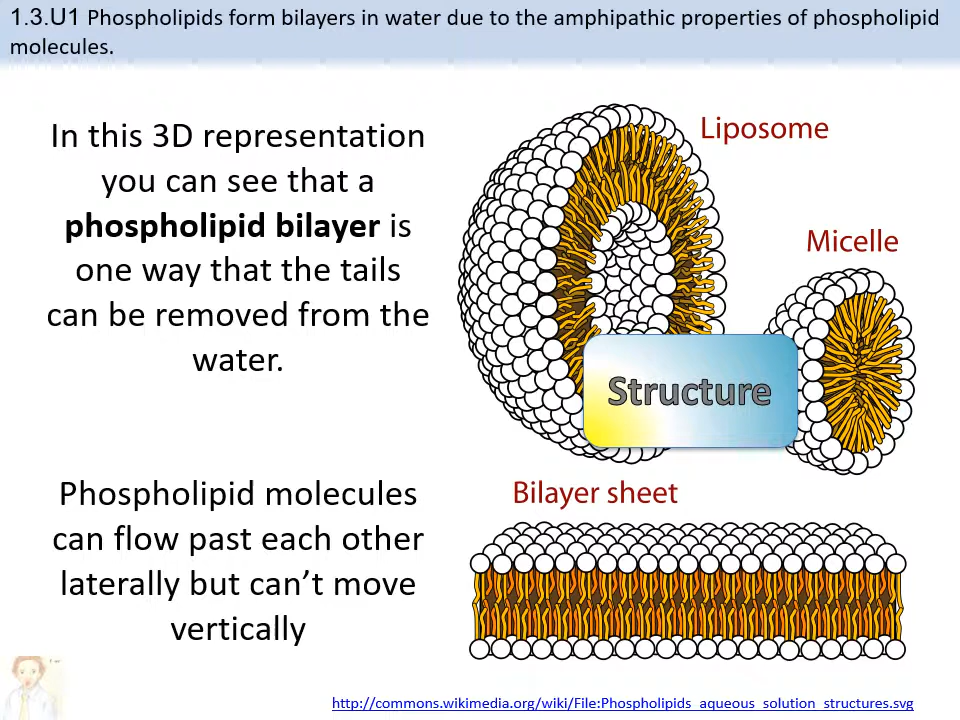 1.3.U1 Phospholipids form bilayers in water due to the amphipathic properties of phospholipid
molecules.
In this 3D representation
you can see that a
phospholipid bilayer is
one way that the tails
can be removed from the
water.
Phospholipid molecules
can flow past each other
laterally but can’t move
vertically
Liposome
Micelle
Structure
Bilayer sheet
http://commons.wikimedia.org/wiki/File:Phospholipids_aqueous_solution_structures.svg